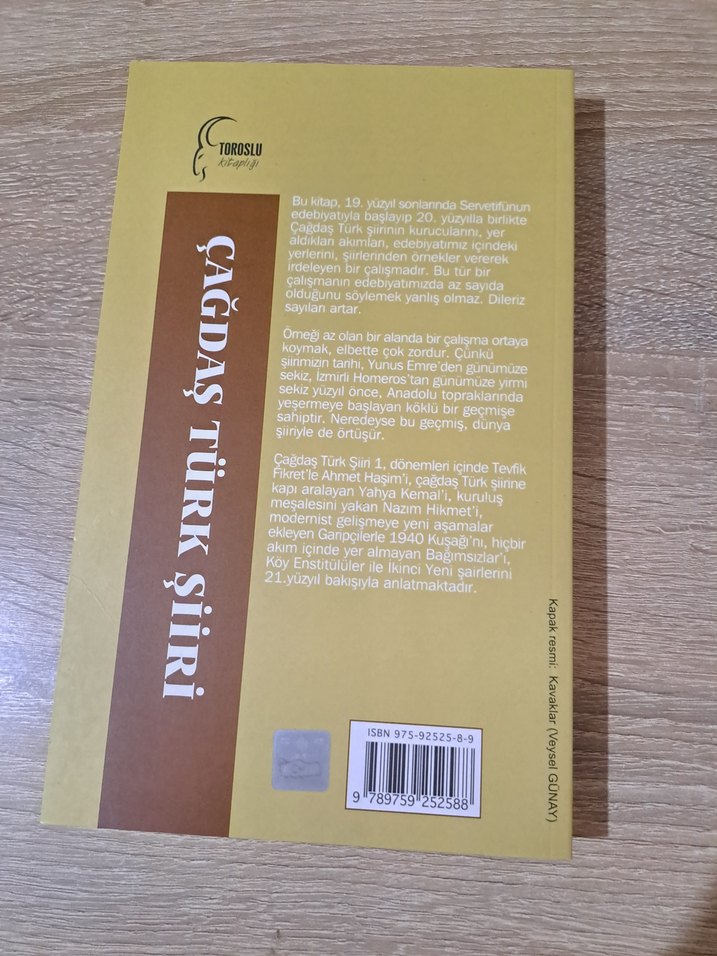 TOROSLU
kitaplığı
ÇAĞDAŞ TÜRK ŞİİRİ
Bu kitap, 19. yüzyıl sonlarında Servetifünun
edebiyatıyla başlayıp 20. yüzyılla birlikte
Çağdaş Türk şiirinin kurucularını, yer
aldıkları akımları, edebiyatımız içindeki
yerlerini, şiirlerinden örnekler vererek
irdeleyen bir çalışmadır. Bu tür bir
çalışmanın edebiyatımızda az sayıda
olduğunu söylemek yanlış olmaz. Dileriz
sayıları artar.
Örneği az olan bir alanda bir çalışma ortaya
koymak, elbette çok zordur. Çünkü
şiirimizin tarihi, Yunus Emre'den günümüze
sekiz, İzmirli Homeros'tan günümüze yirmi
sekiz yüzyıl önce, Anadolu topraklarında
yeşermeye başlayan köklü bir geçmişe
sahiptir. Neredeyse bu geçmiş, dünya
şiiriyle de örtüşür.
Çağdaş Türk Şiiri 1, dönemleri içinde Tevfik
Fikret'le Ahmet Haşim'i, çağdaş Türk şiirine
kapı aralayan Yahya Kemal'i, kuruluş
meşalesini yakan Nazım Hikmet'i,
modernist gelişmeye yeni aşamalar
ekleyen Garipçilerle 1940 Kuşağı'nı, hiçbir
akım içinde yer almayan Bağımsızlar'ı,
Köy Enstitülüler ile İkinci Yeni şairlerini
21.yüzyıl bakışıyla anlatmaktadır.
Kapak resmi: Kavaklar (Veysel GÜNAY)
ISBN 975-92525-8-9
9 789759 252588